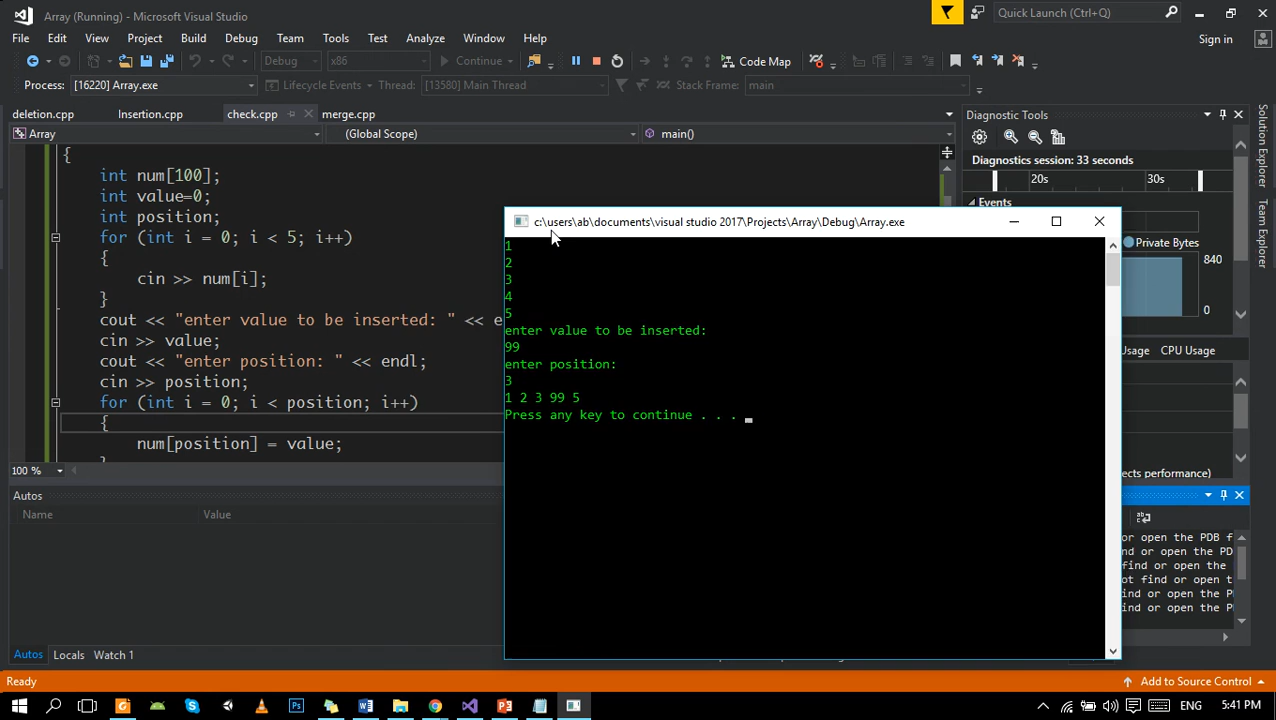 Array (Running) - Microsoft Visual Studio
Quick Launch (Ctrl+Q)
File Edit View Project Build Debug Team Tools Test Analyze Window Help
Sign in
Debug x86 Continue Code Map
Process: [16220] Array.exe Lifecycle Events Thread: [13580] Main Thread Stack Frame: main
deletion.cpp Insertion.cpp check.cpp merge.cpp
Array (Global Scope) main()
{
int num[100];
int value=0;
int position;
for (int i = 0; i < 5; i++)
{
cin >> num[i];
}
cout << "enter value to be inserted: " << e
cin >> value;
cout << "enter position: " << endl;
cin >> position;
for (int i = 0; i < position; i++)
{
num[position] = value;
100 %
Autos
Name Value
Autos Locals Watch 1
c:\users\ab\documents\visual studio 2017\Projects\Array\Debug\Array.exe
1
2
3
4
5
enter value to be inserted:
99
enter position:
3
1 2 3 99 5
Press any key to continue . . .
Diagnostic Tools
Diagnostics session: 33 seconds
20s 30s
Events
Private Bytes
840
0
Usage CPU Usage
ects performance)
or open the PDB f
ind or open the PD
or open the PDB f
ot find or open t
ind or open the P
ind or open the P
Solution Explorer
Team Explorer
Ready
Add to Source Control
ENG 5:41 PM